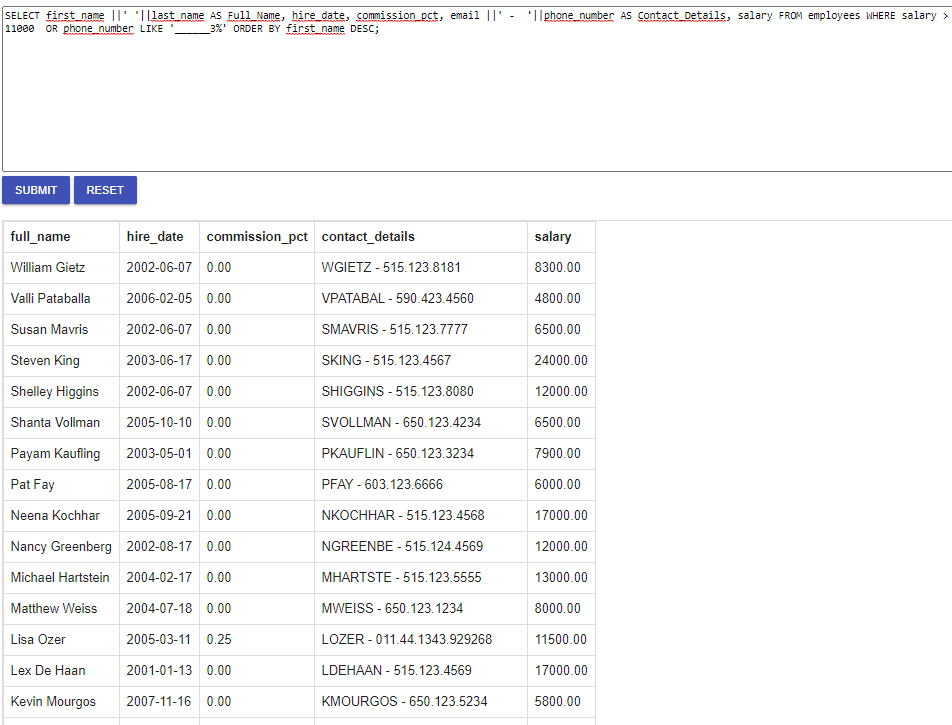 SELECT first_name ||' '||last_name AS Full_Name, hire_date, commission_pct, email ||' -  '||phone_number AS Contact_Details, salary FROM employees WHERE salary >
11000  OR phone_number LIKE '______3%' ORDER BY first_name DESC;
SUBMIT RESET
full_name hire_date commission_pct contact_details salary
William Gietz 2002-06-07 0.00 WGIETZ - 515.123.8181 8300.00
Valli Pataballa 2006-02-05 0.00 VPATABAL - 590.423.4560 4800.00
Susan Mavris 2002-06-07 0.00 SMAVRIS - 515.123.7777 6500.00
Steven King 2003-06-17 0.00 SKING - 515.123.4567 24000.00
Shelley Higgins 2002-06-07 0.00 SHIGGINS - 515.123.8080 12000.00
Shanta Vollman 2005-10-10 0.00 SVOLLMAN - 650.123.4234 6500.00
Payam Kaufling 2003-05-01 0.00 PKAUFLIN - 650.123.3234 7900.00
Pat Fay 2005-08-17 0.00 PFAY - 603.123.6666 6000.00
Neena Kochhar 2005-09-21 0.00 NKOCHHAR - 515.123.4568 17000.00
Nancy Greenberg 2002-08-17 0.00 NGREENBE - 515.124.4569 12000.00
Michael Hartstein 2004-02-17 0.00 MHARTSTE - 515.123.5555 13000.00
Matthew Weiss 2004-07-18 0.00 MWEISS - 650.123.1234 8000.00
Lisa Ozer 2005-03-11 0.25 LOZER - 011.44.1343.929268 11500.00
Lex De Haan 2001-01-13 0.00 LDEHAAN - 515.123.4569 17000.00
Kevin Mourgos 2007-11-16 0.00 KMOURGOS - 650.123.5234 5800.00